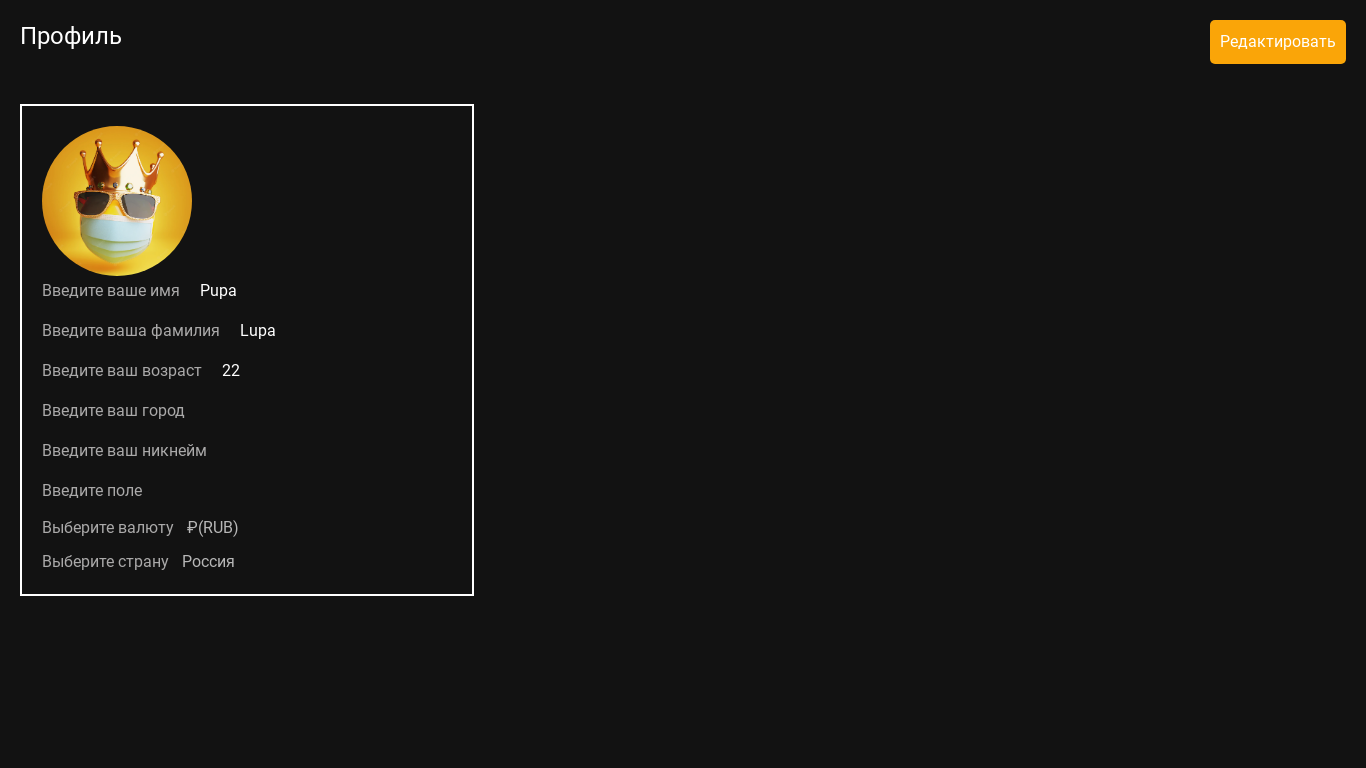 Профиль
Редактировать
Введите ваше имя Pupa
Введите ваша фамилия Lupa
Введите ваш возраст 22
Введите ваш город
Введите ваш никнейм
Введите поле
Выберите валюту ₽(RUB)
Выберите страну Россия